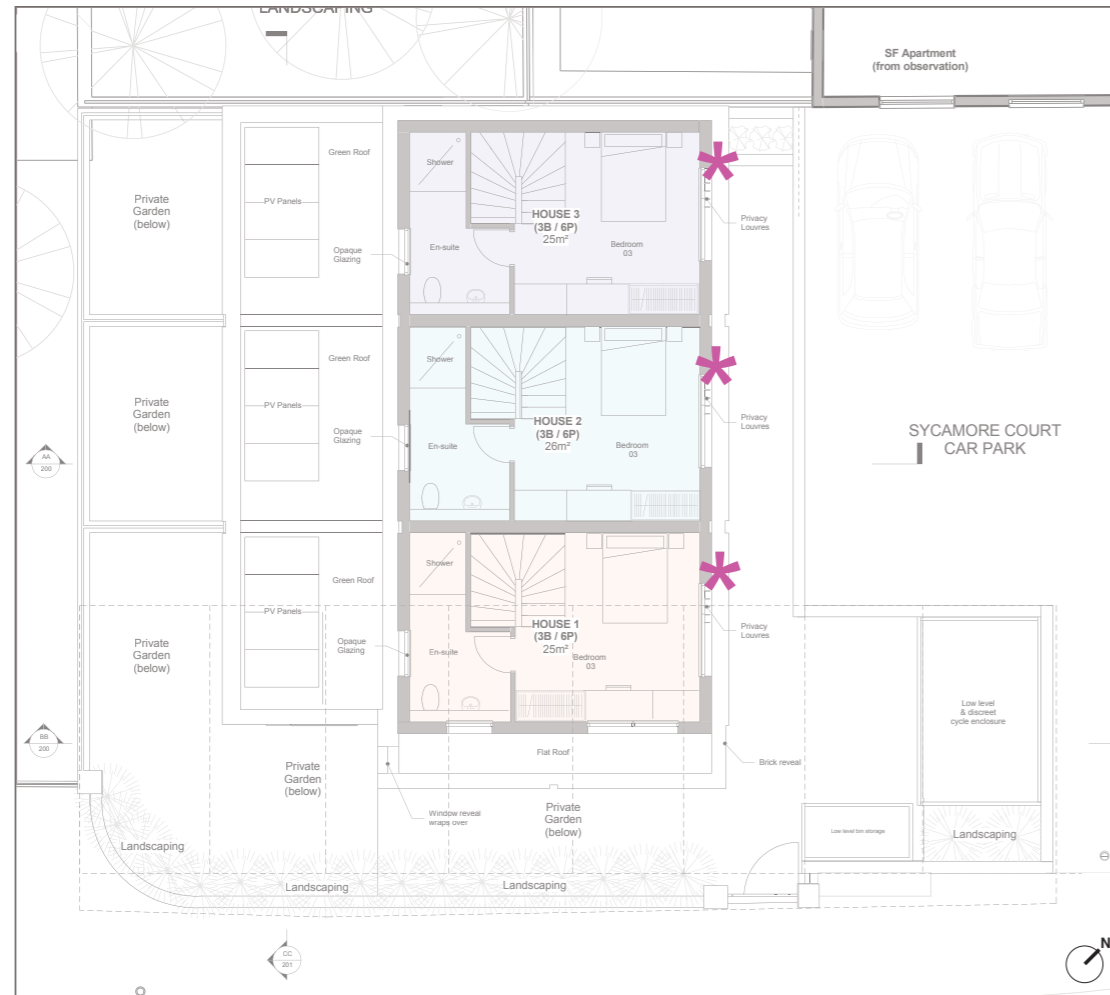 LANDSCAPING
SF Apartment
(from observation)
Private
Garden
(below)
Green Roof
PV Panels
Opaque
Glazing
Shower
En-suite
HOUSE 3
(3B / 6P)
25m²
Bedroom
03
Privacy
Louvres
Private
Garden
(below)
Green Roof
PV Panels
Opaque
Glazing
Shower
En-suite
HOUSE 2
(3B / 6P)
26m²
Bedroom
03
Privacy
Louvres
SYCAMORE COURT
CAR PARK
AA
200
Private
Garden
(below)
Green Roof
PV Panels
Opaque
Glazing
Shower
En-suite
HOUSE 1
(3B / 6P)
25m²
Bedroom
03
Privacy
Louvres
Low level
& discreet
cycle enclosure
BB
200
Flat Roof
Brick reveal
Private
Garden
(below)
Window reveal
wraps over
Private
Garden
(below)
Low level bin storage
Landscaping
Landscaping
Landscaping
Landscaping
CC
201
N